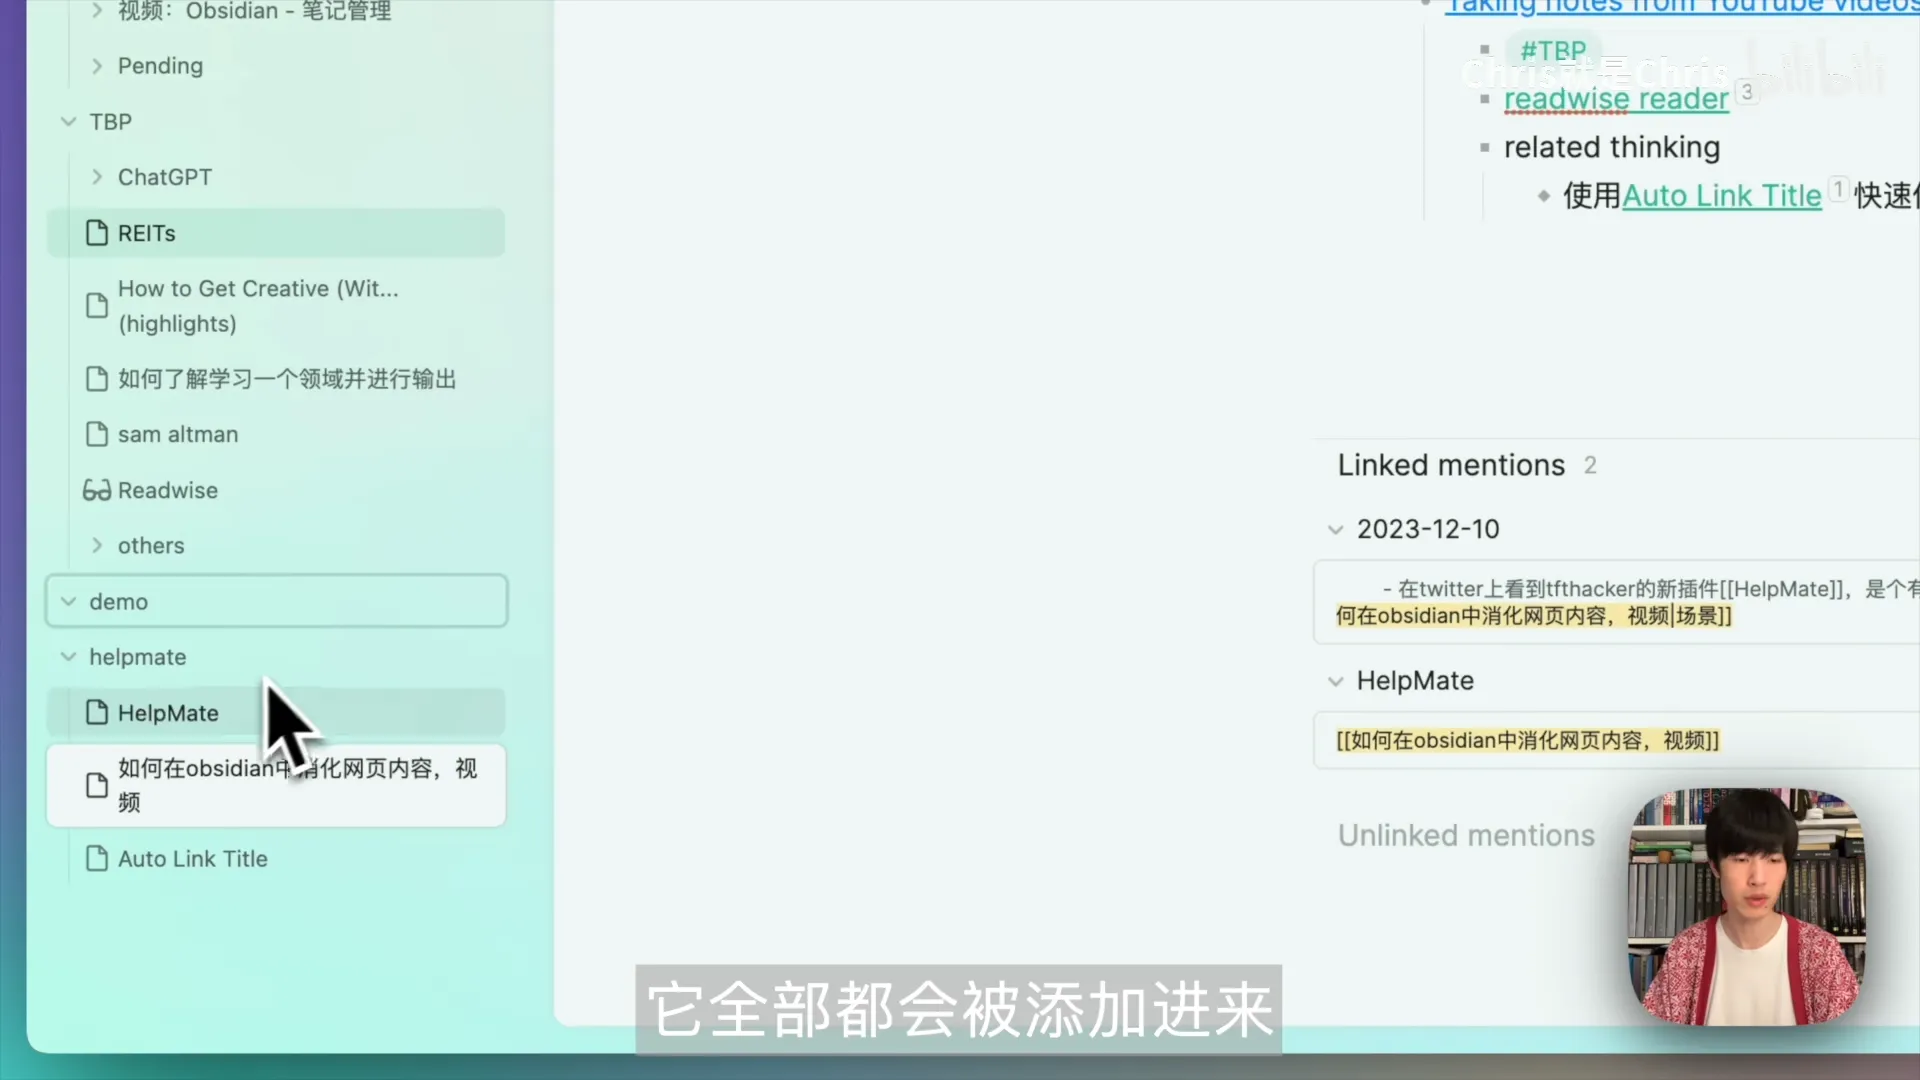 视频：Obsidian - 笔记管理
Pending
TBP
ChatGPT
REITs
How to Get Creative (Wit...
(highlights)
如何了解学习一个领域并进行输出
sam altman
Readwise
others
demo
helpmate
HelpMate
如何在obsidian中消化网页内容，视
频
Auto Link Title
Taking notes from YouTube videos
#TBP
Chris就是Chris bilibili
readwise reader 3
related thinking
使用Auto Link Title 1 快速
Linked mentions 2
2023-12-10
- 在twitter上看到tfthacker的新插件[[HelpMate]]，是个有
何在obsidian中消化网页内容，视频|场景]]
HelpMate
[[如何在obsidian中消化网页内容，视频]]
Unlinked mentions
它全部都会被添加进来